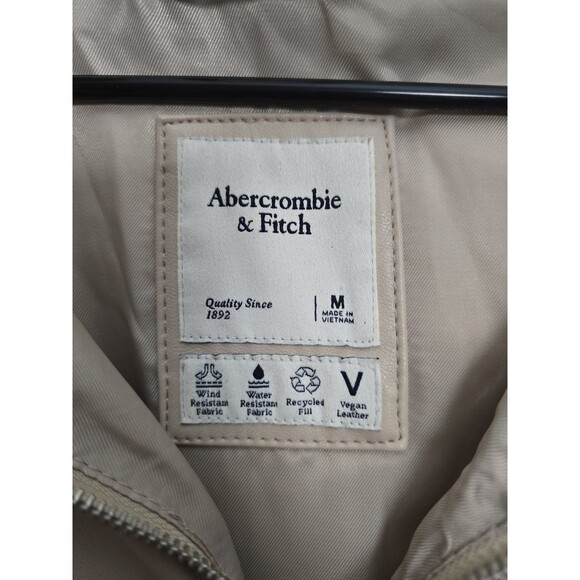 Abercrombie
& Fitch
Quality Since
1892
M
MADE IN
VIETNAM
Wind
Resistant
Fabric
Water
Resistant
Fabric
Recycled
Fill
V
Vegan
Leather